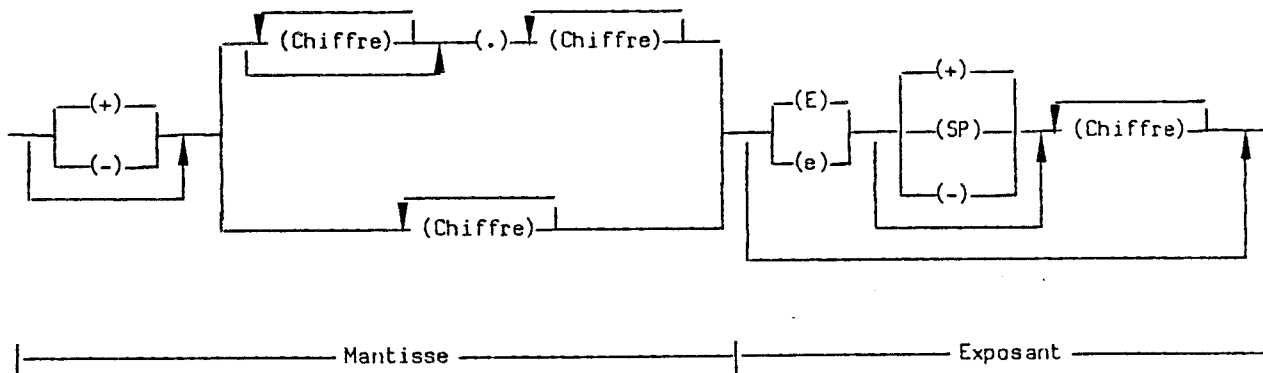 (Chiffre) (.) (Chiffre)
(+) (E) (+)
(SP) (Chiffre)
(-) (e)
(-)
(Chiffre)
Mantisse Exposant